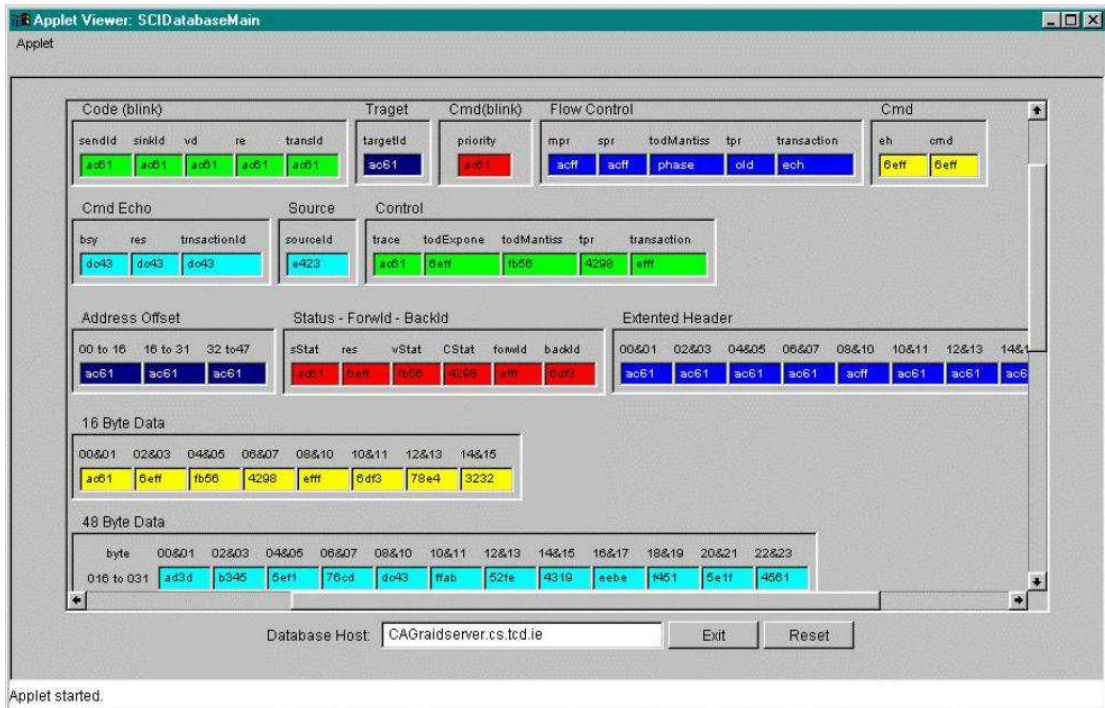 Applet Viewer: SCIDatabaseMain
Applet
Code (blink) Traget Cmd(blink) Flow Control Cmd
sendId sinkId vd re transId targetId priority mpr spr todMantiss tpr transaction eh cmd
ac61 ac61 ac61 ac61 ac61 ac61 ac61 acff acff phase old ech 6eff 6eff
Cmd Echo Source Control
bsy res trnsactionId sourceId trace todExpone todMantiss tpr transaction
dc43 dc43 dc43 e423 ac61 6eff fb56 4298 efff
Address Offset Status - ForwId - BackId Extented Header
00 to 16 16 to 31 32 to47 sStat res vStat CStat forwId backId 00&01 02&03 04&05 06&07 08&10 10&11 12&13 14&1
ac61 ac61 ac61 ac61 6eff fb56 4298 efff 6df3 ac61 ac61 ac61 ac61 acff ac61 ac61 ac6
16 Byte Data
00&01 02&03 04&05 06&07 08&10 10&11 12&13 14&15
ac61 6eff fb56 4298 efff 6df3 78e4 3232
48 Byte Data
byte 00&01 02&03 04&05 06&07 08&10 10&11 12&13 14&15 16&17 18&19 20&21 22&23
016 to 031 ad3d b345 5ef1 76cd dc43 ffab 52fe 4319 eebe f451 5e1f 4561
Database Host: CAGraidserver.cs.tcd.ie Exit Reset
Applet started.